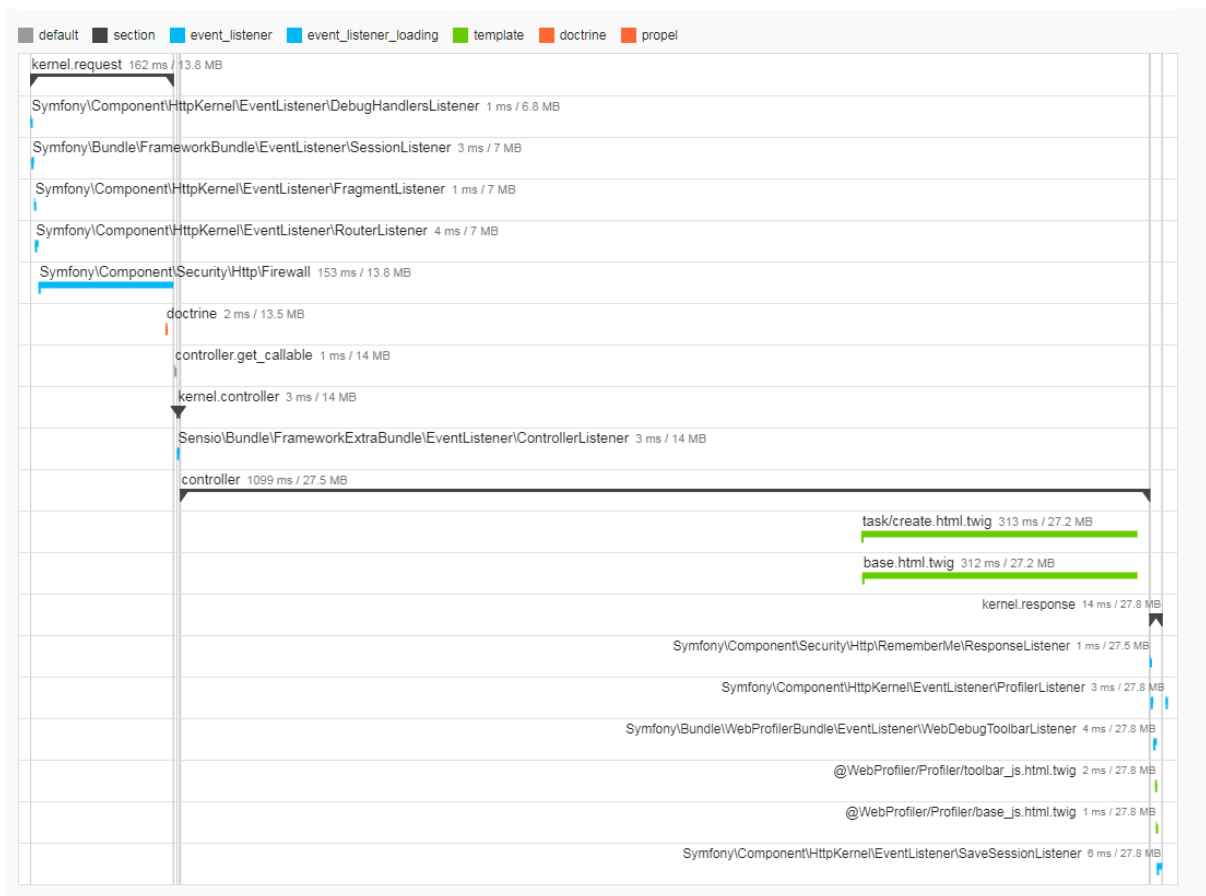 default section event_listener event_listener_loading template doctrine propel
kernel.request 162 ms / 13.8 MB
Symfony\Component\HttpKernel\EventListener\DebugHandlersListener 1 ms / 6.8 MB
Symfony\Bundle\FrameworkBundle\EventListener\SessionListener 3 ms / 7 MB
Symfony\Component\HttpKernel\EventListener\FragmentListener 1 ms / 7 MB
Symfony\Component\HttpKernel\EventListener\RouterListener 4 ms / 7 MB
Symfony\Component\Security\Http\Firewall 153 ms / 13.8 MB
doctrine 2 ms / 13.5 MB
controller.get_callable 1 ms / 14 MB
kernel.controller 3 ms / 14 MB
Sensio\Bundle\FrameworkExtraBundle\EventListener\ControllerListener 3 ms / 14 MB
controller 1099 ms / 27.5 MB
task/create.html.twig 313 ms / 27.2 MB
base.html.twig 312 ms / 27.2 MB
kernel.response 14 ms / 27.8 MB
Symfony\Component\Security\Http\RememberMe\ResponseListener 1 ms / 27.5 MB
Symfony\Component\HttpKernel\EventListener\ProfilerListener 3 ms / 27.8 MB
Symfony\Bundle\WebProfilerBundle\EventListener\WebDebugToolbarListener 4 ms / 27.8 MB
@WebProfiler/Profiler/toolbar_js.html.twig 2 ms / 27.8 MB
@WebProfiler/Profiler/base_js.html.twig 1 ms / 27.8 MB
Symfony\Component\HttpKernel\EventListener\SaveSessionListener 6 ms / 27.8 MB